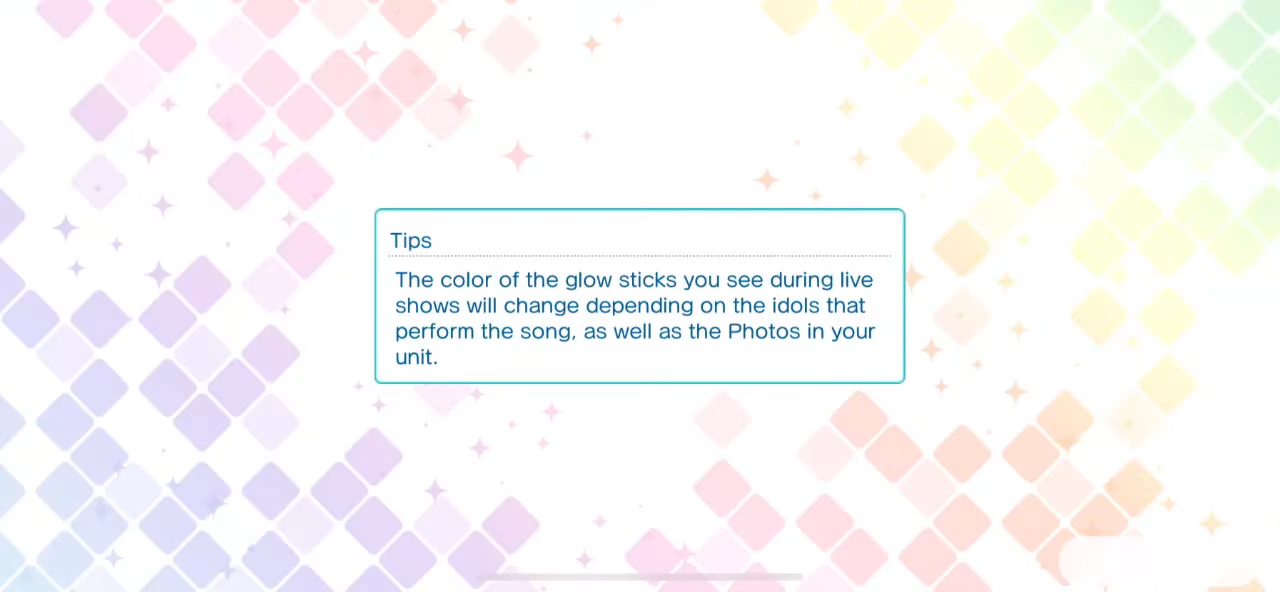 Tips
The color of the glow sticks you see during live
shows will change depending on the idols that
perform the song, as well as the Photos in your
unit.